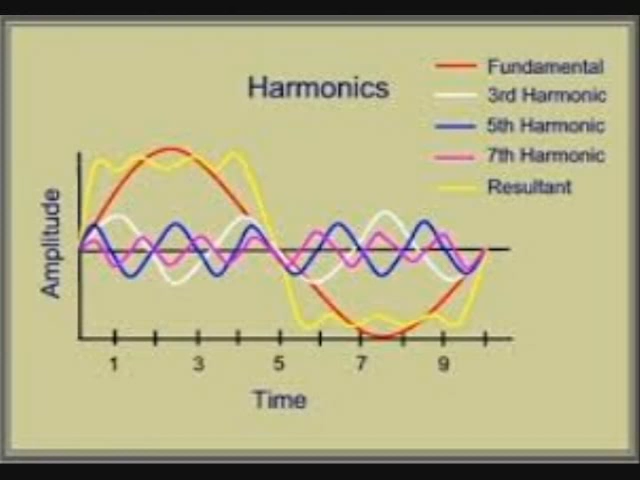 Harmonics
Fundamental
3rd Harmonic
5th Harmonic
7th Harmonic
Resultant
Amplitude
1 3 5 7 9
Time